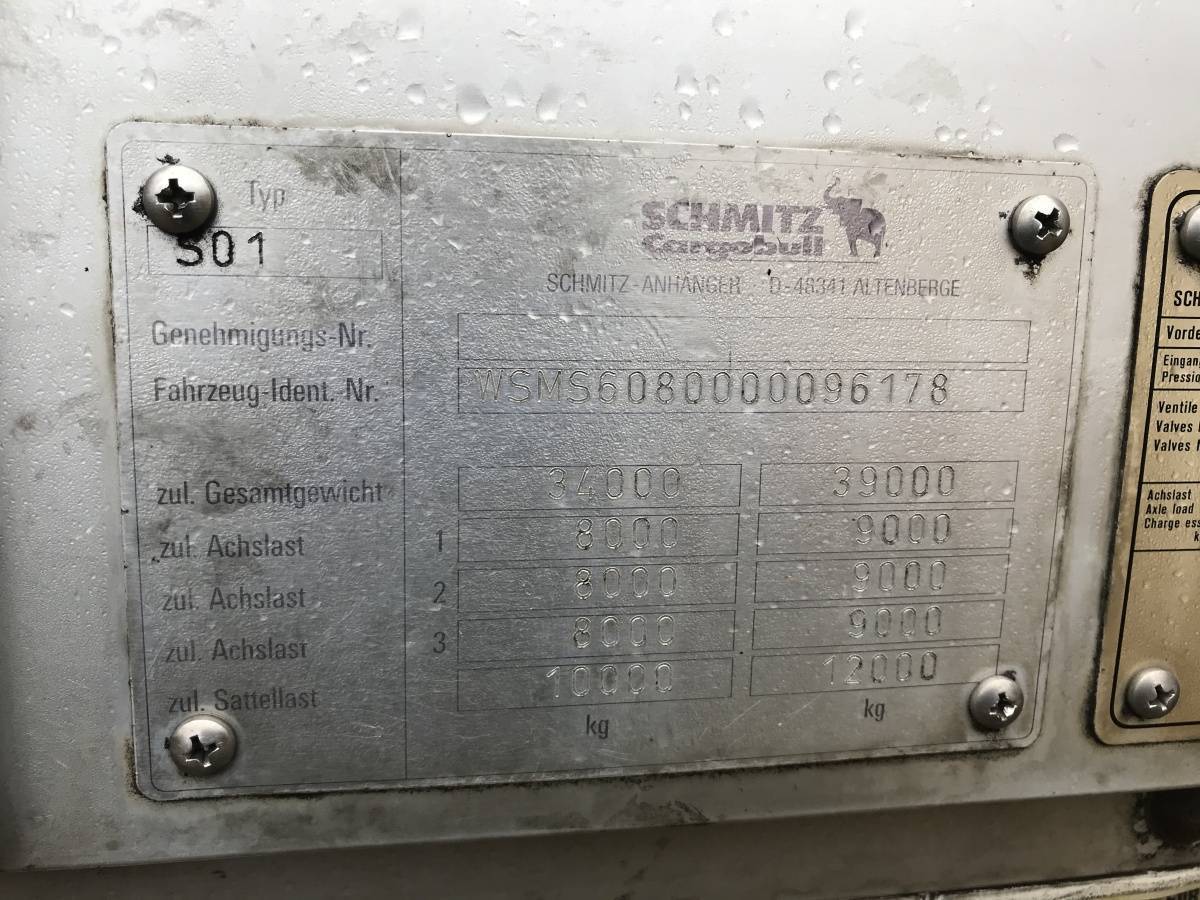 Typ
S01
SCHMITZ
Cargobull
SCHMITZ-ANHÄNGER D-48341 ALTENBERGE
Genehmigungs-Nr.
Fahrzeug-Ident. Nr. WSMS6080000096178
zul. Gesamtgewicht 34000 39000
zul. Achslast 1 8000 9000
zul. Achslast 2 8000 9000
zul. Achslast 3 8000 9000
zul. Sattellast 10000 12000
kg kg
SCH
Vorde
Eingan
Pressio
Ventile
Valves
Valves
Achslast
Axle load
Charge ess
k